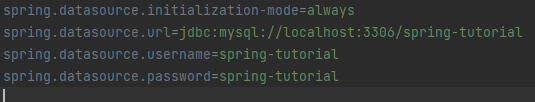 spring.datasource.initialization-mode=always
spring.datasource.url=jdbc:mysql://localhost:3306/spring-tutorial
spring.datasource.username=spring-tutorial
spring.datasource.password=spring-tutorial